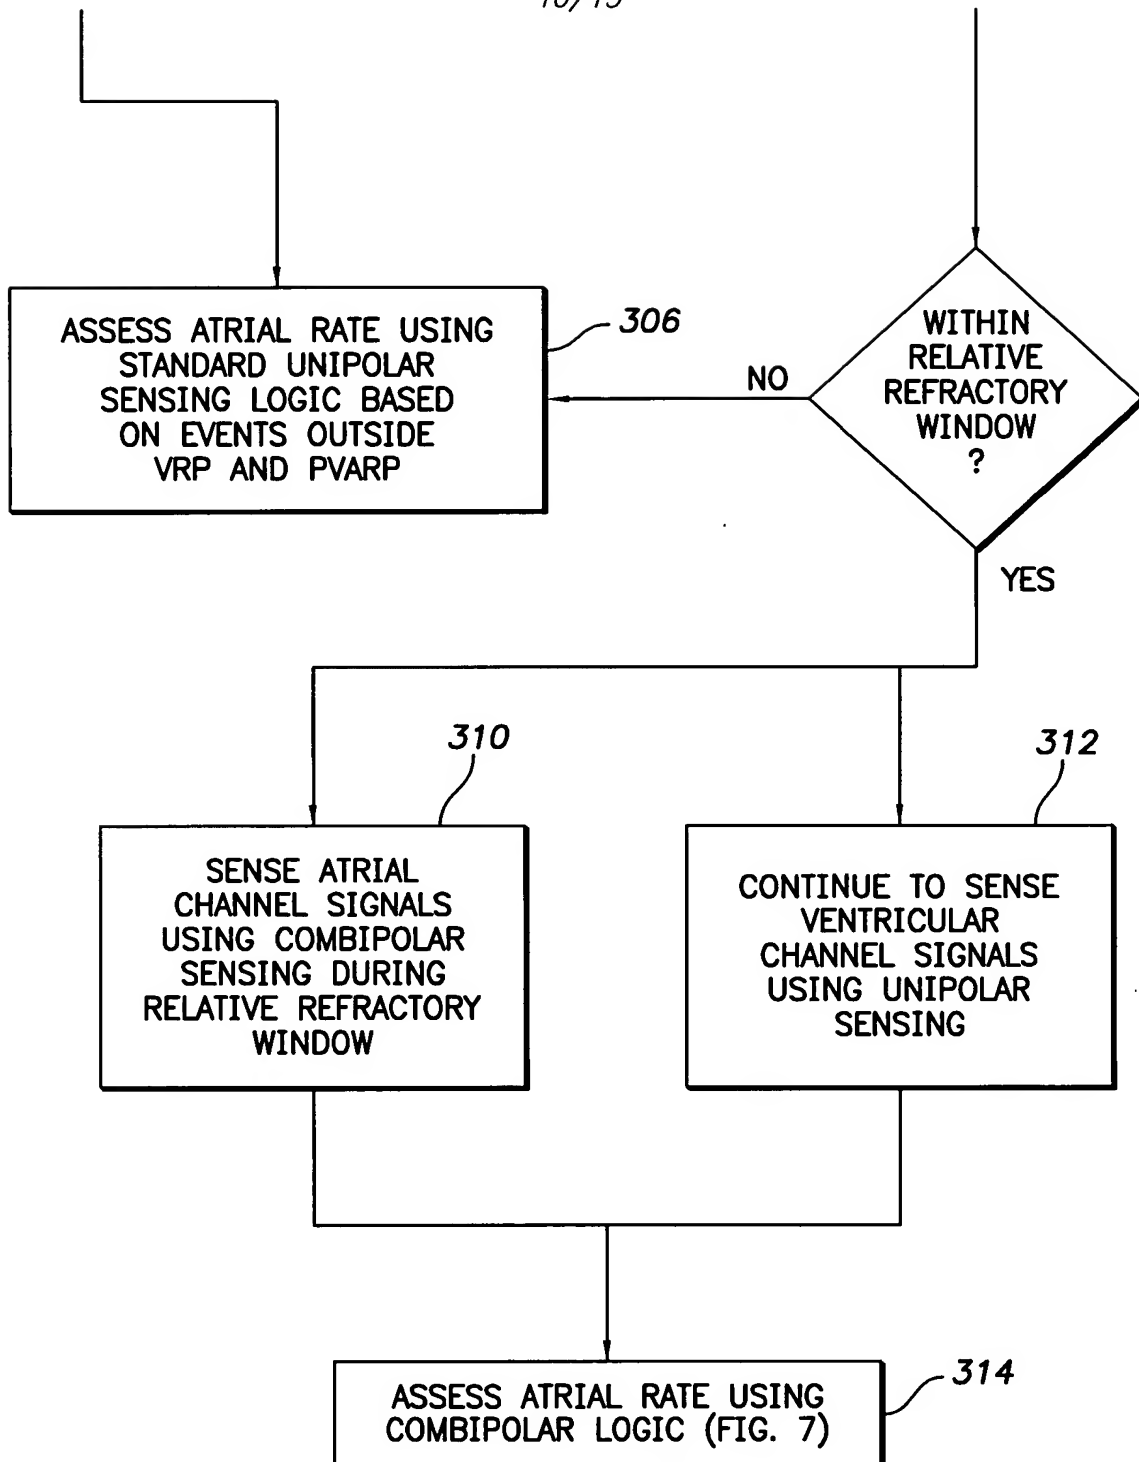 ASSESS ATRIAL RATE USING
STANDARD UNIPOLAR
SENSING LOGIC BASED
ON EVENTS OUTSIDE
VRP AND PVARP
306
NO
WITHIN
RELATIVE
REFRACTORY
WINDOW
?
YES
310
SENSE ATRIAL
CHANNEL SIGNALS
USING COMBIPOLAR
SENSING DURING
RELATIVE REFRACTORY
WINDOW
312
CONTINUE TO SENSE
VENTRICULAR
CHANNEL SIGNALS
USING UNIPOLAR
SENSING
314
ASSESS ATRIAL RATE USING
COMBIPOLAR LOGIC (FIG. 7)